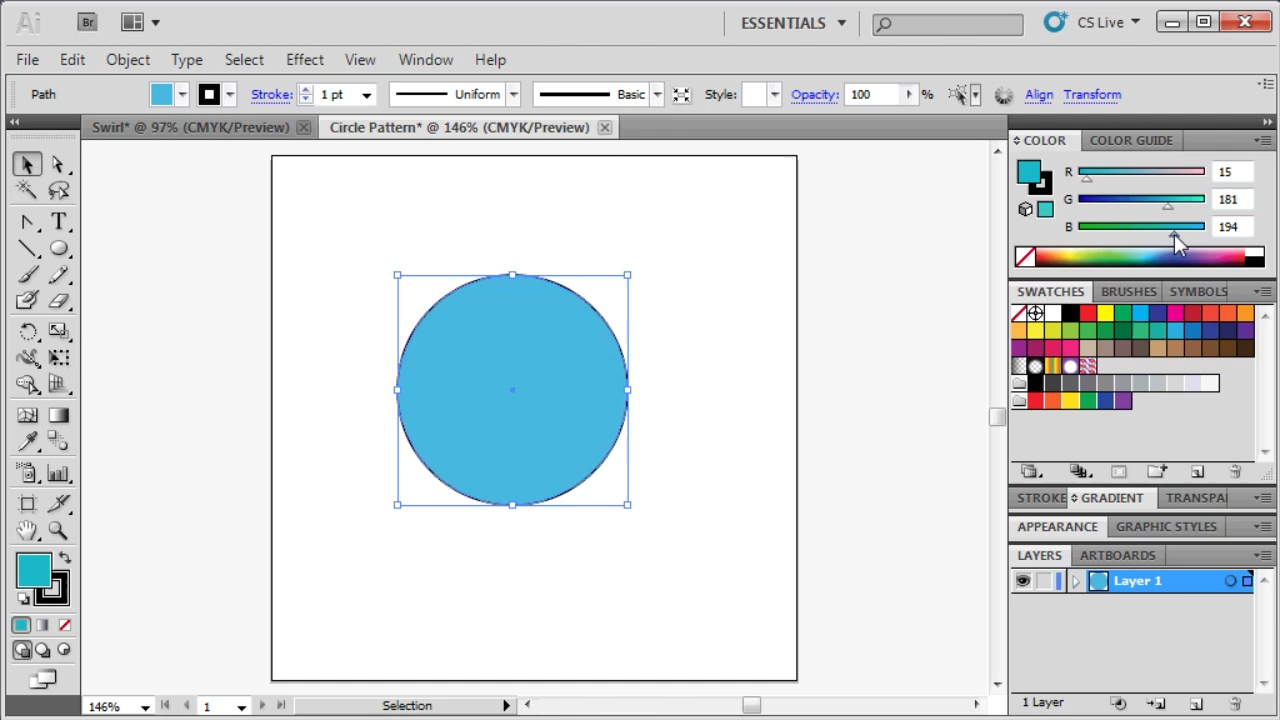 Ai Br ESSENTIALS CS Live
File Edit Object Type Select Effect View Window Help
Path Stroke: 1 pt Uniform Basic Style: Opacity: 100 % Align Transform
Swirl* @ 97% (CMYK/Preview) Circle Pattern* @ 146% (CMYK/Preview)
COLOR COLOR GUIDE
R 15
G 181
B 194
SWATCHES BRUSHES SYMBOLS
STROKE GRADIENT TRANSPA
APPEARANCE GRAPHIC STYLES
LAYERS ARTBOARDS
Layer 1
1 Layer
146% 1 Selection